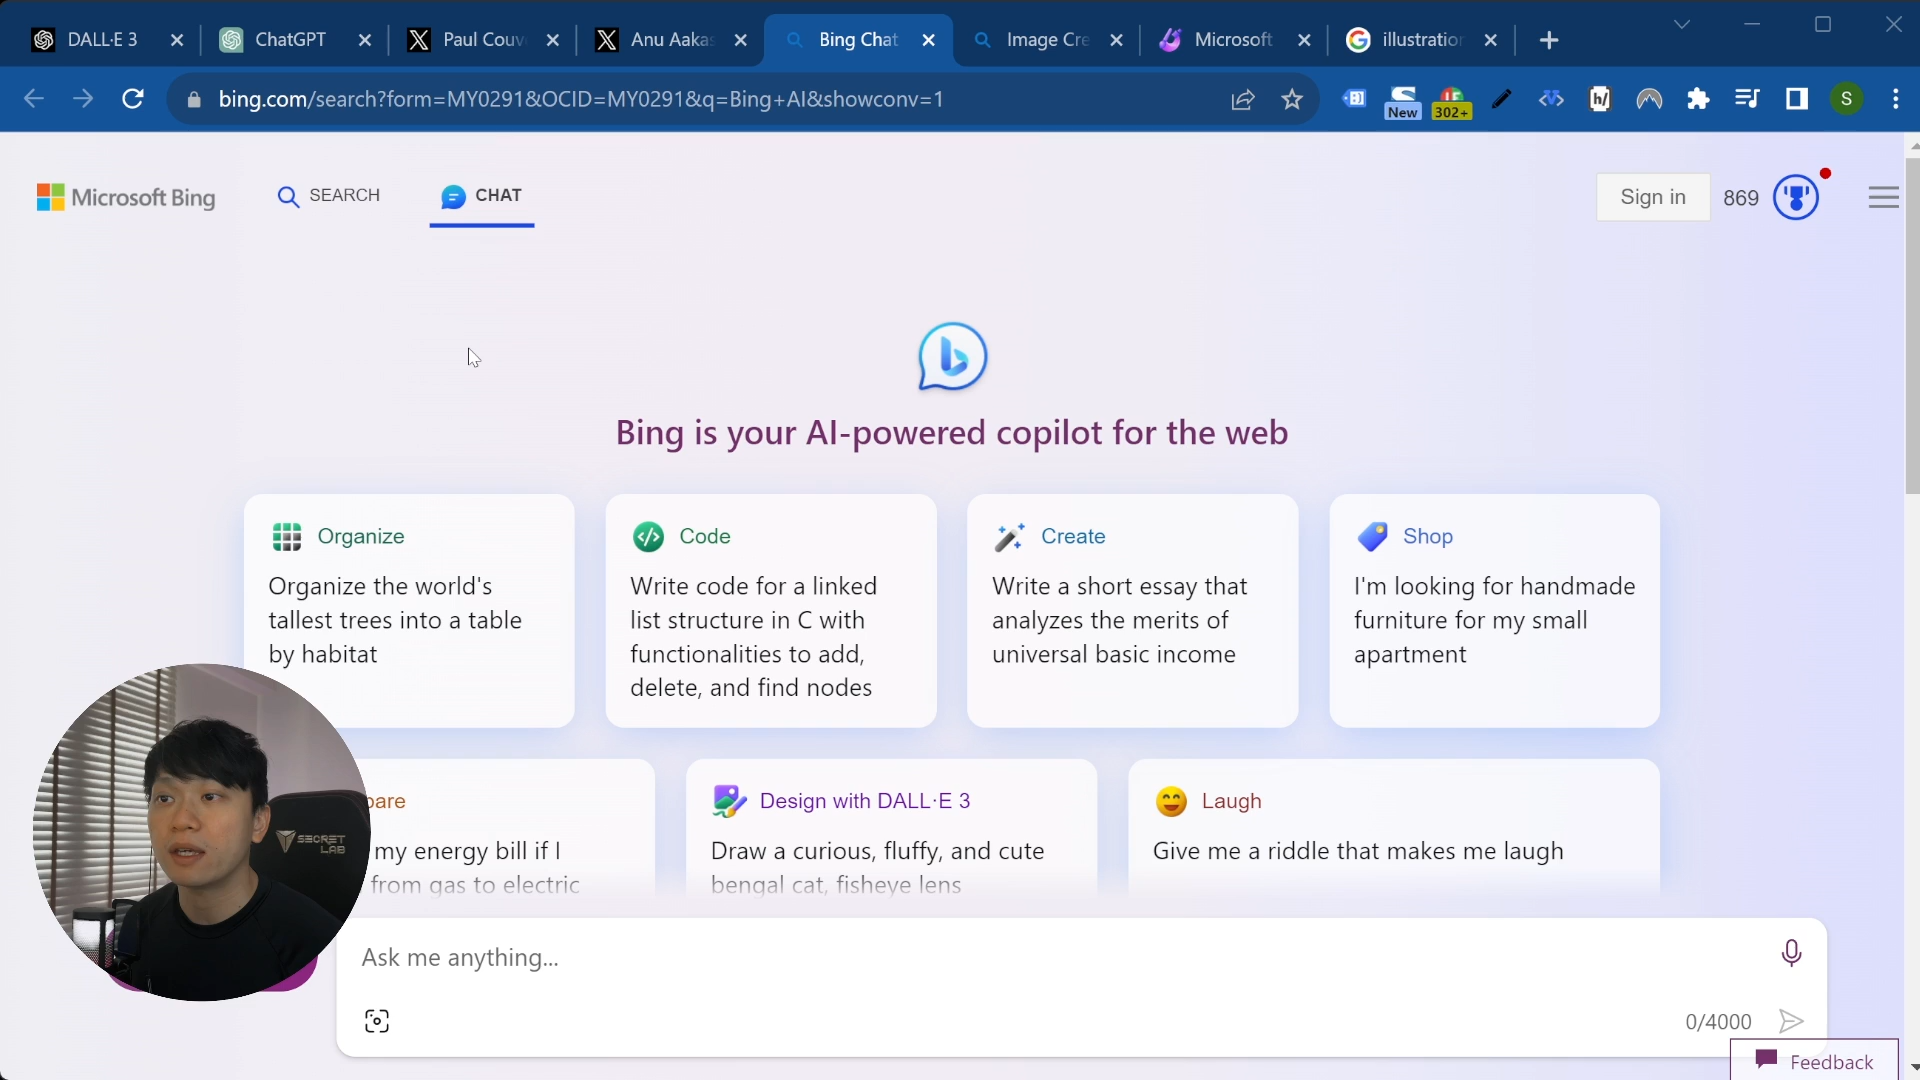 DALL·E 3
ChatGPT
Paul Couv
Anu Aakas
Bing Chat
Image Cre
Microsoft
illustration
bing.com/search?form=MY0291&OCID=MY0291&q=Bing+AI&showconv=1
New
302+
S
Microsoft Bing
SEARCH
CHAT
Sign in
869
Bing is your AI-powered copilot for the web
Organize
Organize the world's
tallest trees into a table
by habitat
Code
Write code for a linked
list structure in C with
functionalities to add,
delete, and find nodes
Create
Write a short essay that
analyzes the merits of
universal basic income
Shop
I'm looking for handmade
furniture for my small
apartment
pare
my energy bill if I
from gas to electric
Design with DALL·E 3
Draw a curious, fluffy, and cute
bengal cat, fisheye lens
Laugh
Give me a riddle that makes me laugh
SECRET
LAB
Ask me anything...
0/4000
Feedback